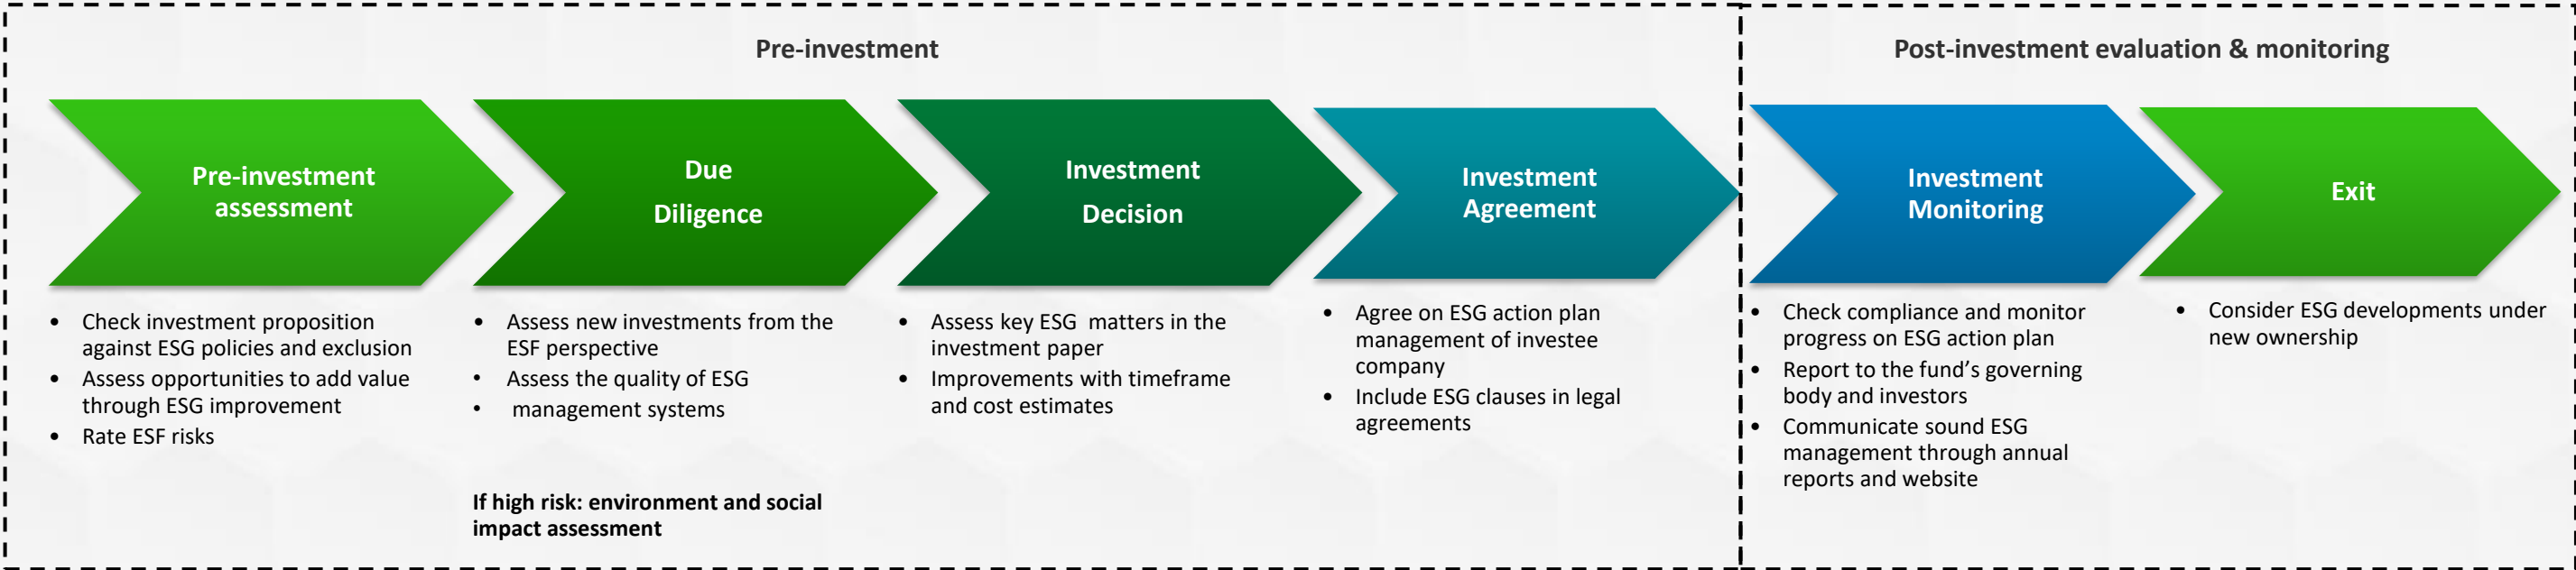 Pre-investment
Post-investment evaluation & monitoring
Pre-investment
assessment
Due
Diligence
Investment
Decision
Investment
Agreement
Investment
Monitoring
Exit
• Check investment proposition
against ESG policies and exclusion
• Assess opportunities to add value
through ESG improvement
• Rate ESF risks
• Assess new investments from the
ESF perspective
• Assess the quality of ESG
• management systems
If high risk: environment and social
impact assessment
• Assess key ESG matters in the
investment paper
• Improvements with timeframe
and cost estimates
• Agree on ESG action plan
management of investee
company
• Include ESG clauses in legal
agreements
• Check compliance and monitor
progress on ESG action plan
• Report to the fund's governing
body and investors
• Communicate sound ESG
management through annual
reports and website
• Consider ESG developments under
new ownership